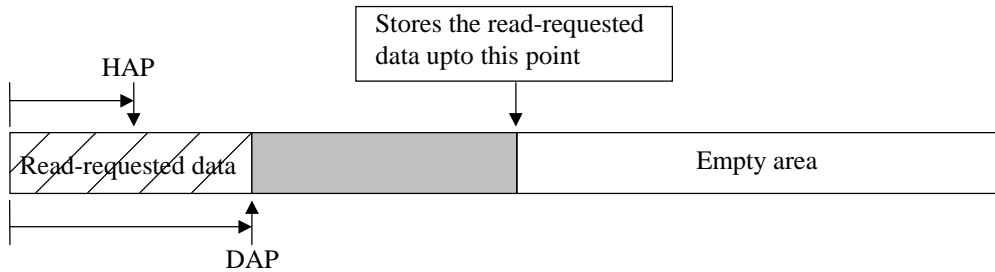 Stores the read-requested
data upto this point
HAP
Read-requested data
Empty area
DAP